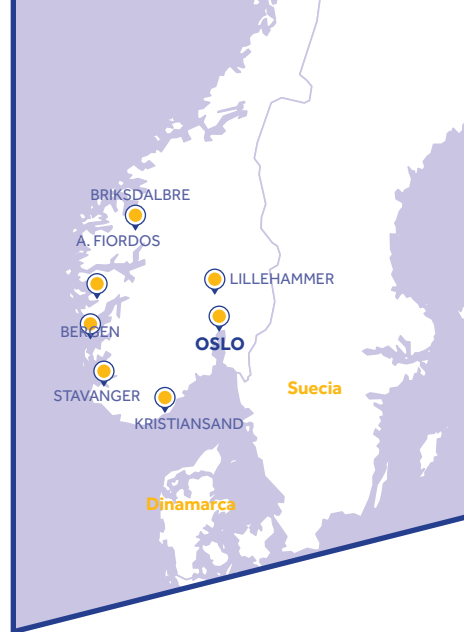 BRIKSDALBRE
A. FIORDOS
LILLEHAMMER
BERGEN
OSLO
Suecia
STAVANGER
KRISTIANSAND
Dinamarca